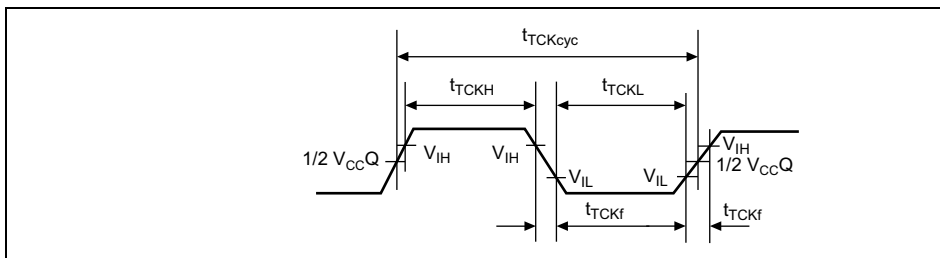 tTCKcyc
tTCKH
tTCKL
1/2 VCCQ
VIH
VIH
VIL
VIL
VIH
1/2 VCCQ
tTCKf
tTCKf